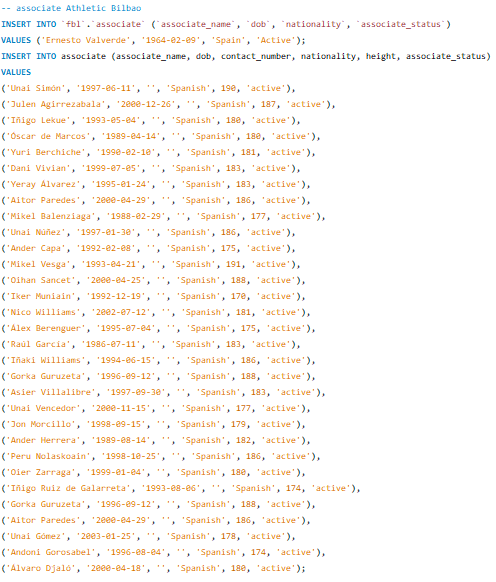 -- associate Athletic Bilbao
INSERT INTO `fbl`.`associate` (`associate_name`, `dob`, `nationality`, `associate_status`)
VALUES ('Ernesto Valverde', '1964-02-09', 'Spain', 'Active');
INSERT INTO associate (associate_name, dob, contact_number, nationality, height, associate_status)
VALUES
('Unai Simón', '1997-06-11', '', 'Spanish', 190, 'active'),
('Julen Agirrezabala', '2000-12-26', '', 'Spanish', 187, 'active'),
('Iñigo Lekue', '1993-05-04', '', 'Spanish', 180, 'active'),
('Óscar de Marcos', '1989-04-14', '', 'Spanish', 180, 'active'),
('Yuri Berchiche', '1990-02-10', '', 'Spanish', 181, 'active'),
('Dani Vivian', '1999-07-05', '', 'Spanish', 183, 'active'),
('Yeray Álvarez', '1995-01-24', '', 'Spanish', 183, 'active'),
('Aitor Paredes', '2000-04-29', '', 'Spanish', 186, 'active'),
('Mikel Balenziaga', '1988-02-29', '', 'Spanish', 177, 'active'),
('Unai Núñez', '1997-01-30', '', 'Spanish', 186, 'active'),
('Ander Capa', '1992-02-08', '', 'Spanish', 175, 'active'),
('Mikel Vesga', '1993-04-21', '', 'Spanish', 191, 'active'),
('Oihan Sancet', '2000-04-25', '', 'Spanish', 188, 'active'),
('Iker Muniain', '1992-12-19', '', 'Spanish', 170, 'active'),
('Nico Williams', '2002-07-12', '', 'Spanish', 181, 'active'),
('Álex Berenguer', '1995-07-04', '', 'Spanish', 175, 'active'),
('Raúl García', '1986-07-11', '', 'Spanish', 183, 'active'),
('Iñaki Williams', '1994-06-15', '', 'Spanish', 186, 'active'),
('Gorka Guruzeta', '1996-09-12', '', 'Spanish', 188, 'active'),
('Asier Villalibre', '1997-09-30', '', 'Spanish', 183, 'active'),
('Unai Vencedor', '2000-11-15', '', 'Spanish', 177, 'active'),
('Jon Morcillo', '1998-09-15', '', 'Spanish', 179, 'active'),
('Ander Herrera', '1989-08-14', '', 'Spanish', 182, 'active'),
('Peru Nolaskoain', '1998-10-25', '', 'Spanish', 186, 'active'),
('Oier Zarraga', '1999-01-04', '', 'Spanish', 180, 'active'),
('Iñigo Ruiz de Galarreta', '1993-08-06', '', 'Spanish', 174, 'active'),
('Gorka Guruzeta', '1996-09-12', '', 'Spanish', 188, 'active'),
('Aitor Paredes', '2000-04-29', '', 'Spanish', 186, 'active'),
('Unai Gómez', '2003-01-25', '', 'Spanish', 178, 'active'),
('Andoni Gorosabel', '1996-08-04', '', 'Spanish', 174, 'active'),
('Álvaro Djaló', '2000-04-18', '', 'Spanish', 180, 'active');